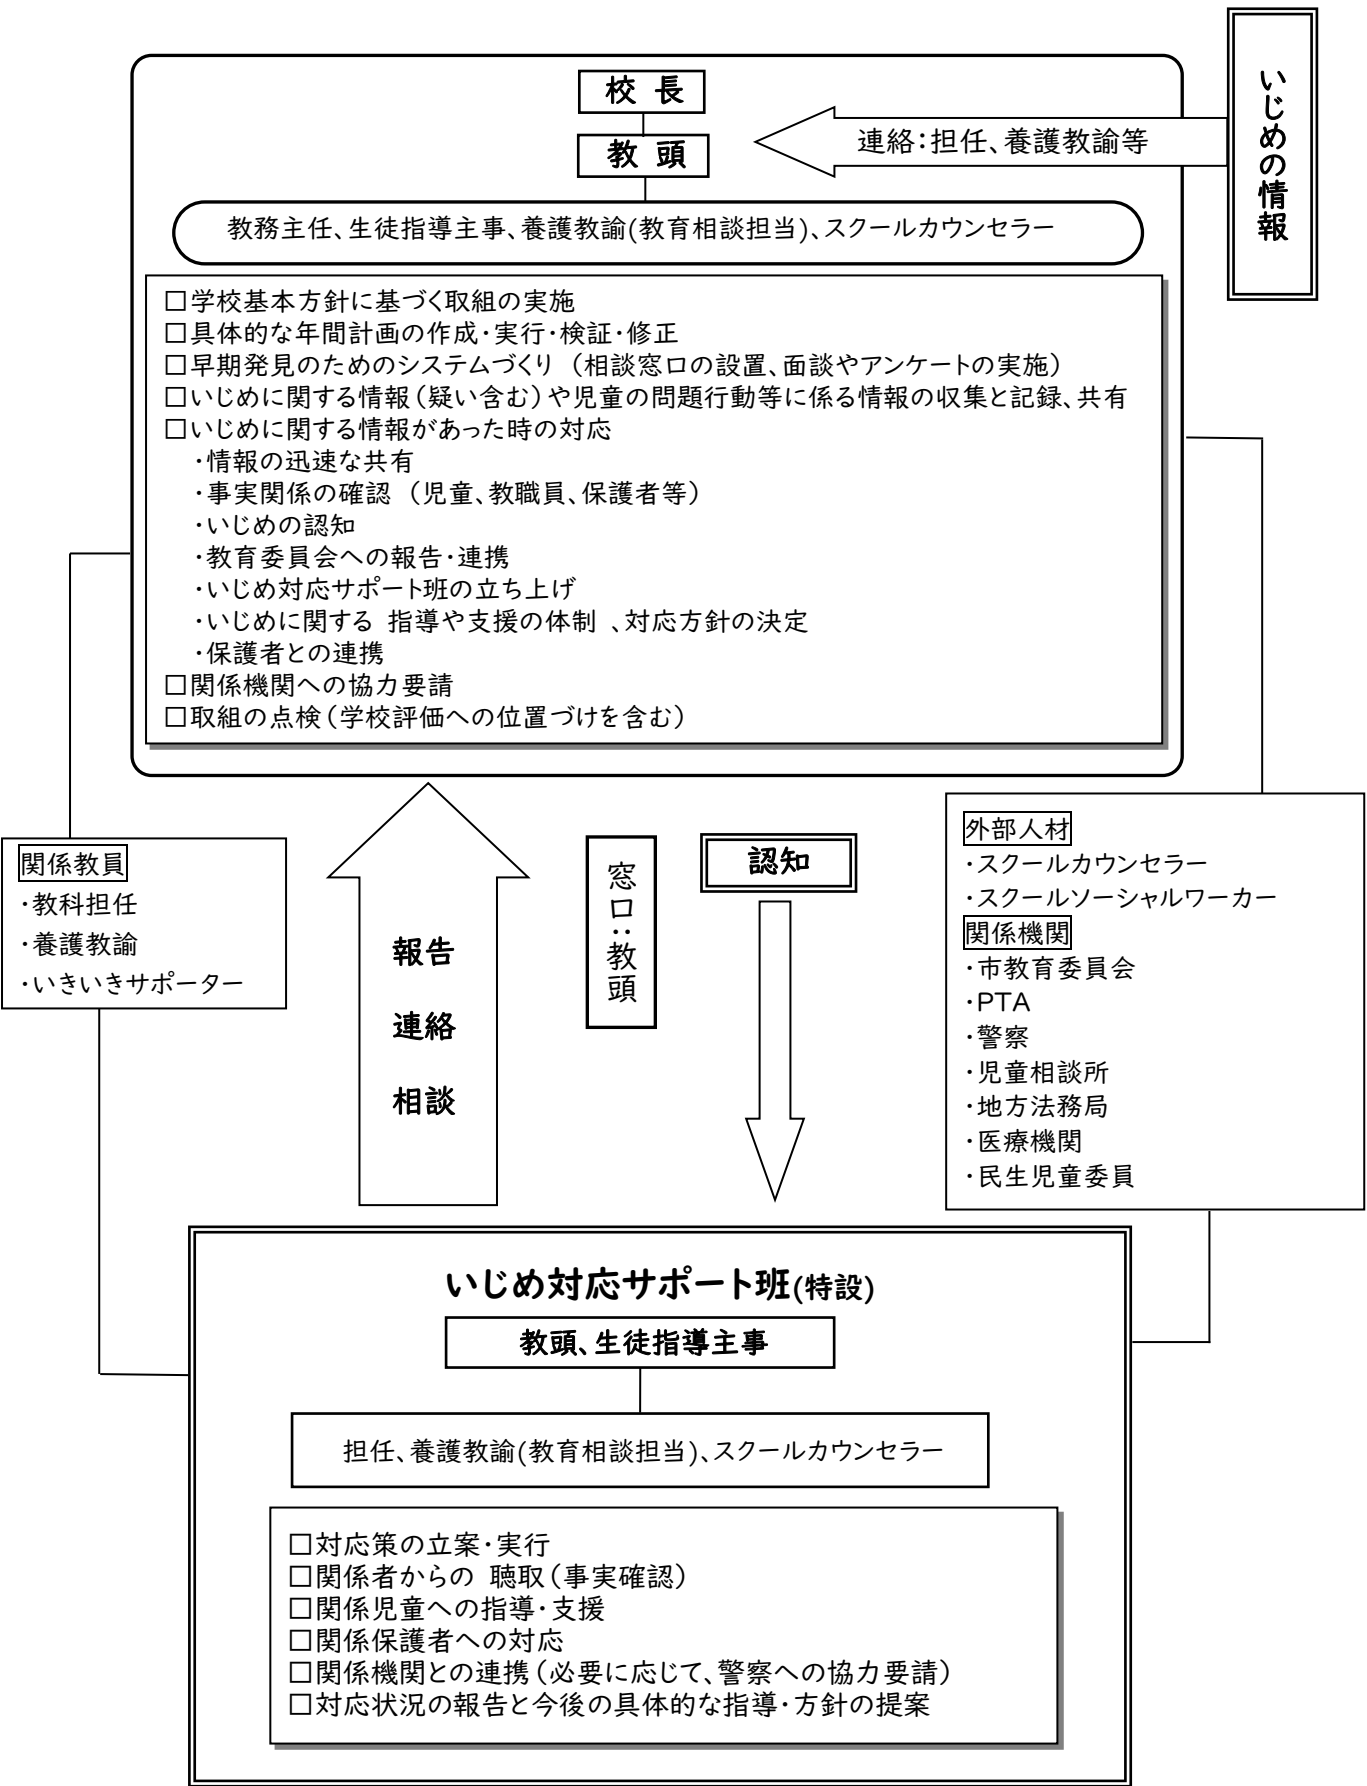 いじめの情報
校 長
連絡：担任、養護教諭等
教 頭
教務主任、生徒指導主事、養護教諭(教育相談担当)、スクールカウンセラー
□学校基本方針に基づく取組の実施
□具体的な年間計画の作成・実行・検証・修正
□早期発見のためのシステムづくり （相談窓口の設置、面談やアンケートの実施）
□いじめに関する情報（疑い含む）や児童の問題行動等に係る情報の収集と記録、共有
□いじめに関する情報があった時の対応
・情報の迅速な共有
・事実関係の確認 （児童、教職員、保護者等）
・いじめの認知
・教育委員会への報告・連携
・いじめ対応サポート班の立ち上げ
・いじめに関する 指導や支援の体制 、対応方針の決定
・保護者との連携
□関係機関への協力要請
□取組の点検（学校評価への位置づけを含む）
関係教員
・教科担任
・養護教諭
・いきいきサポーター
報告
連絡
相談
窓口：教頭
認知
外部人材
・スクールカウンセラー
・スクールソーシャルワーカー
関係機関
・市教育委員会
・PTA
・警察
・児童相談所
・地方法務局
・医療機関
・民生児童委員
いじめ対応サポート班(特設)
教頭、生徒指導主事
担任、養護教諭(教育相談担当)、スクールカウンセラー
□対応策の立案・実行
□関係者からの 聴取（事実確認）
□関係児童への指導・支援
□関係保護者への対応
□関係機関との連携（必要に応じて、警察への協力要請）
□対応状況の報告と今後の具体的な指導・方針の提案